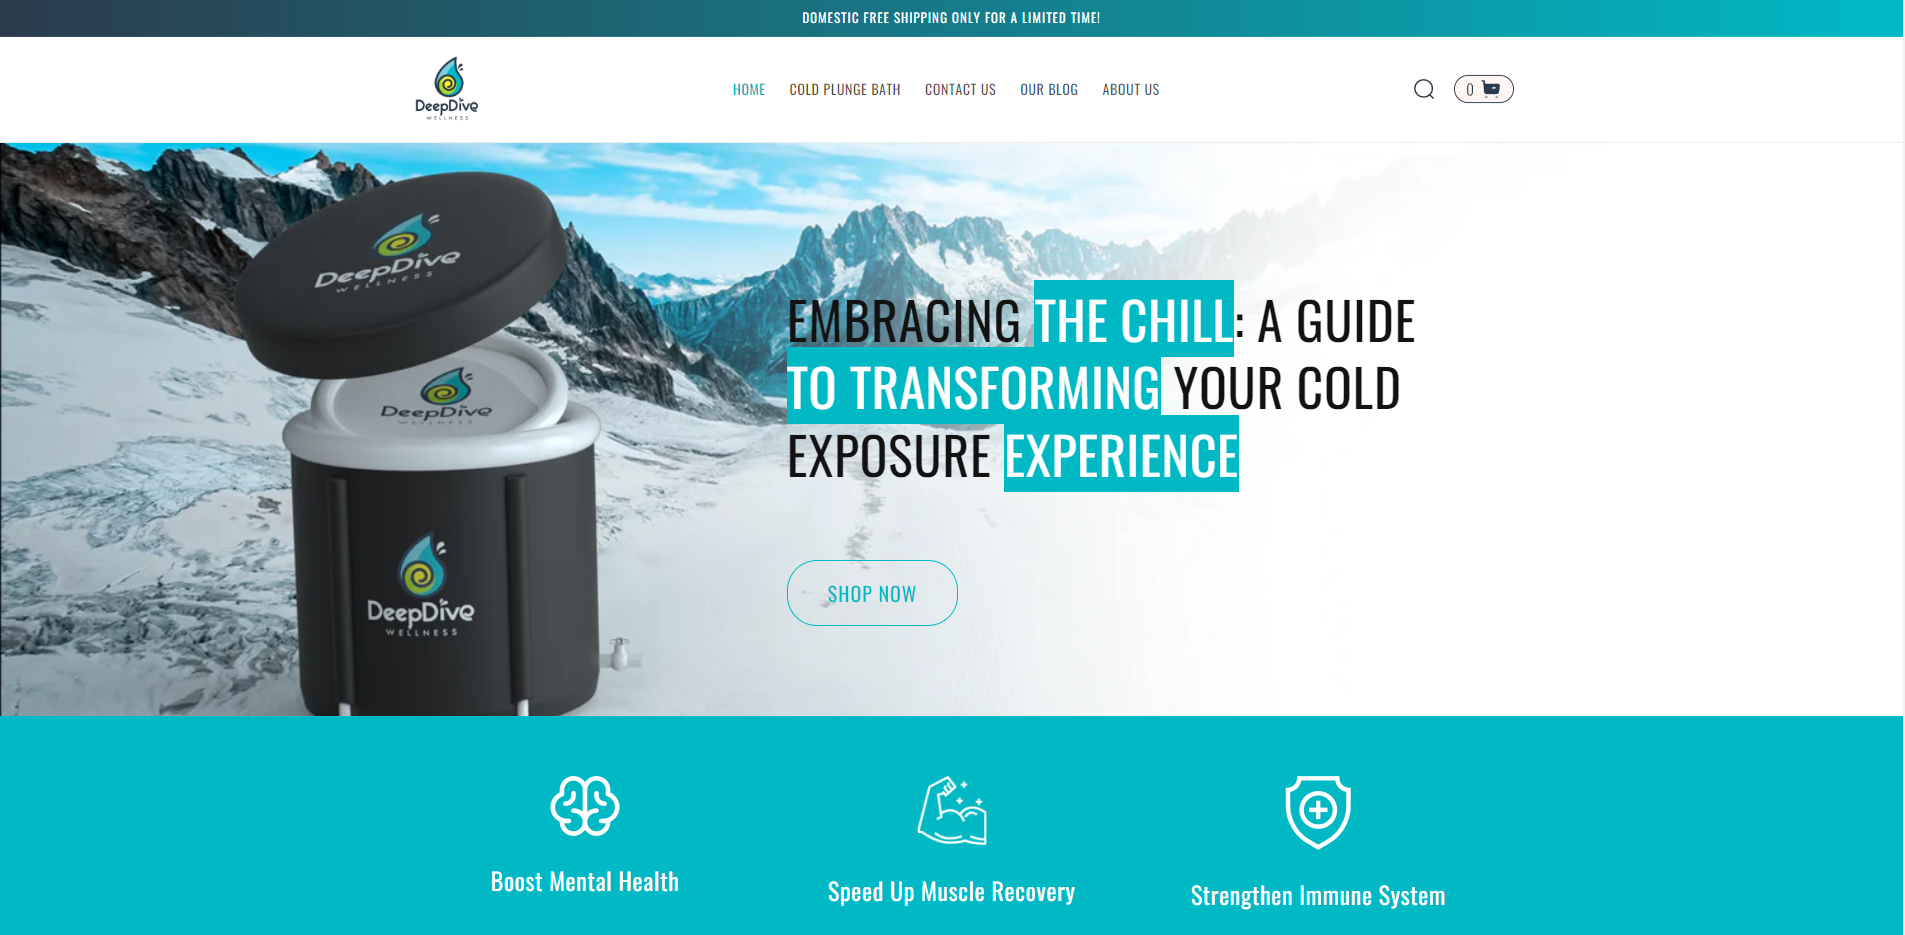 DOMESTIC FREE SHIPPING ONLY FOR A LIMITED TIME!
DeepDive
WELLNESS
HOME COLD PLUNGE BATH CONTACT US OUR BLOG ABOUT US
0
DeepDive
WELLNESS
DeepDive
WELLNESS
DeepDive
WELLNESS
EMBRACING THE CHILL: A GUIDE
TO TRANSFORMING YOUR COLD
EXPOSURE EXPERIENCE
SHOP NOW
Boost Mental Health
Speed Up Muscle Recovery
Strengthen Immune System